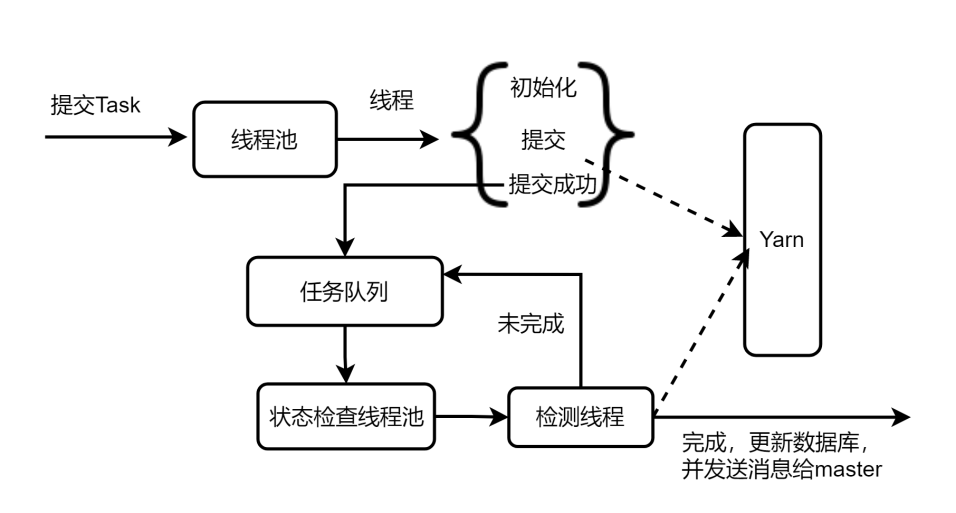 提交Task
线程池
线程
初始化
提交
提交成功
Yarn
任务队列
未完成
状态检查线程池
检测线程
完成，更新数据库，
并发送消息给master